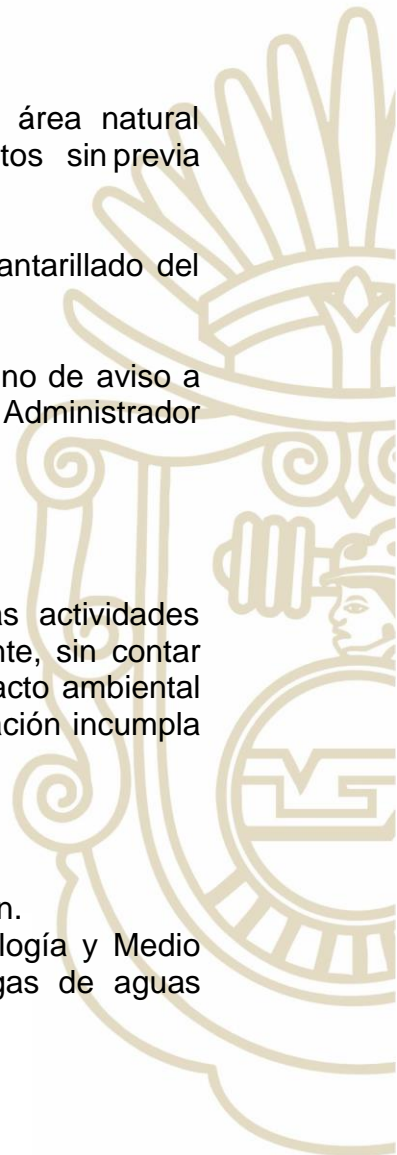 área natural
tos sin previa
antarillado del
no de aviso a
Administrador
s actividades
nte, sin contar
acto ambiental
ación incumpla
n.
logía y Medio
gas de aguas